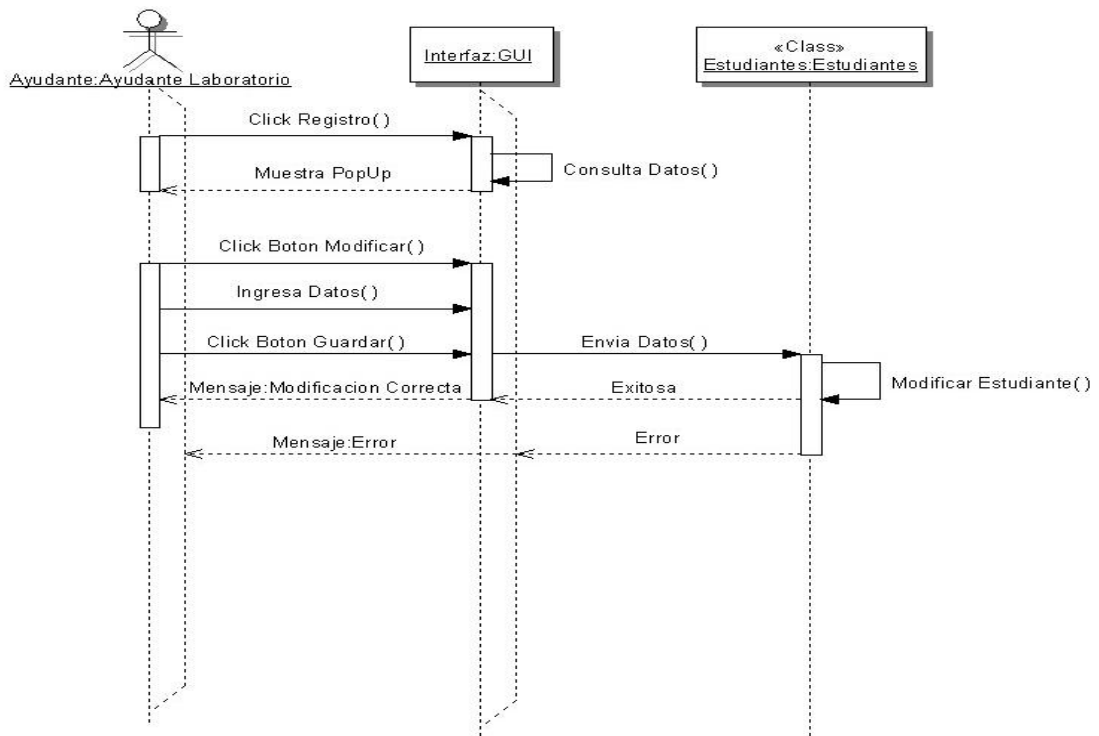 Ayudante:Ayudante Laboratorio
Interfaz:GUI
«Class»
Estudiantes:Estudiantes
Click Registro( )
Consulta Datos( )
Muestra PopUp
Click Boton Modificar( )
Ingresa Datos( )
Click Boton Guardar( )
Envia Datos( )
Modificar Estudiante( )
Mensaje:Modificacion Correcta
Exitosa
Mensaje:Error
Error